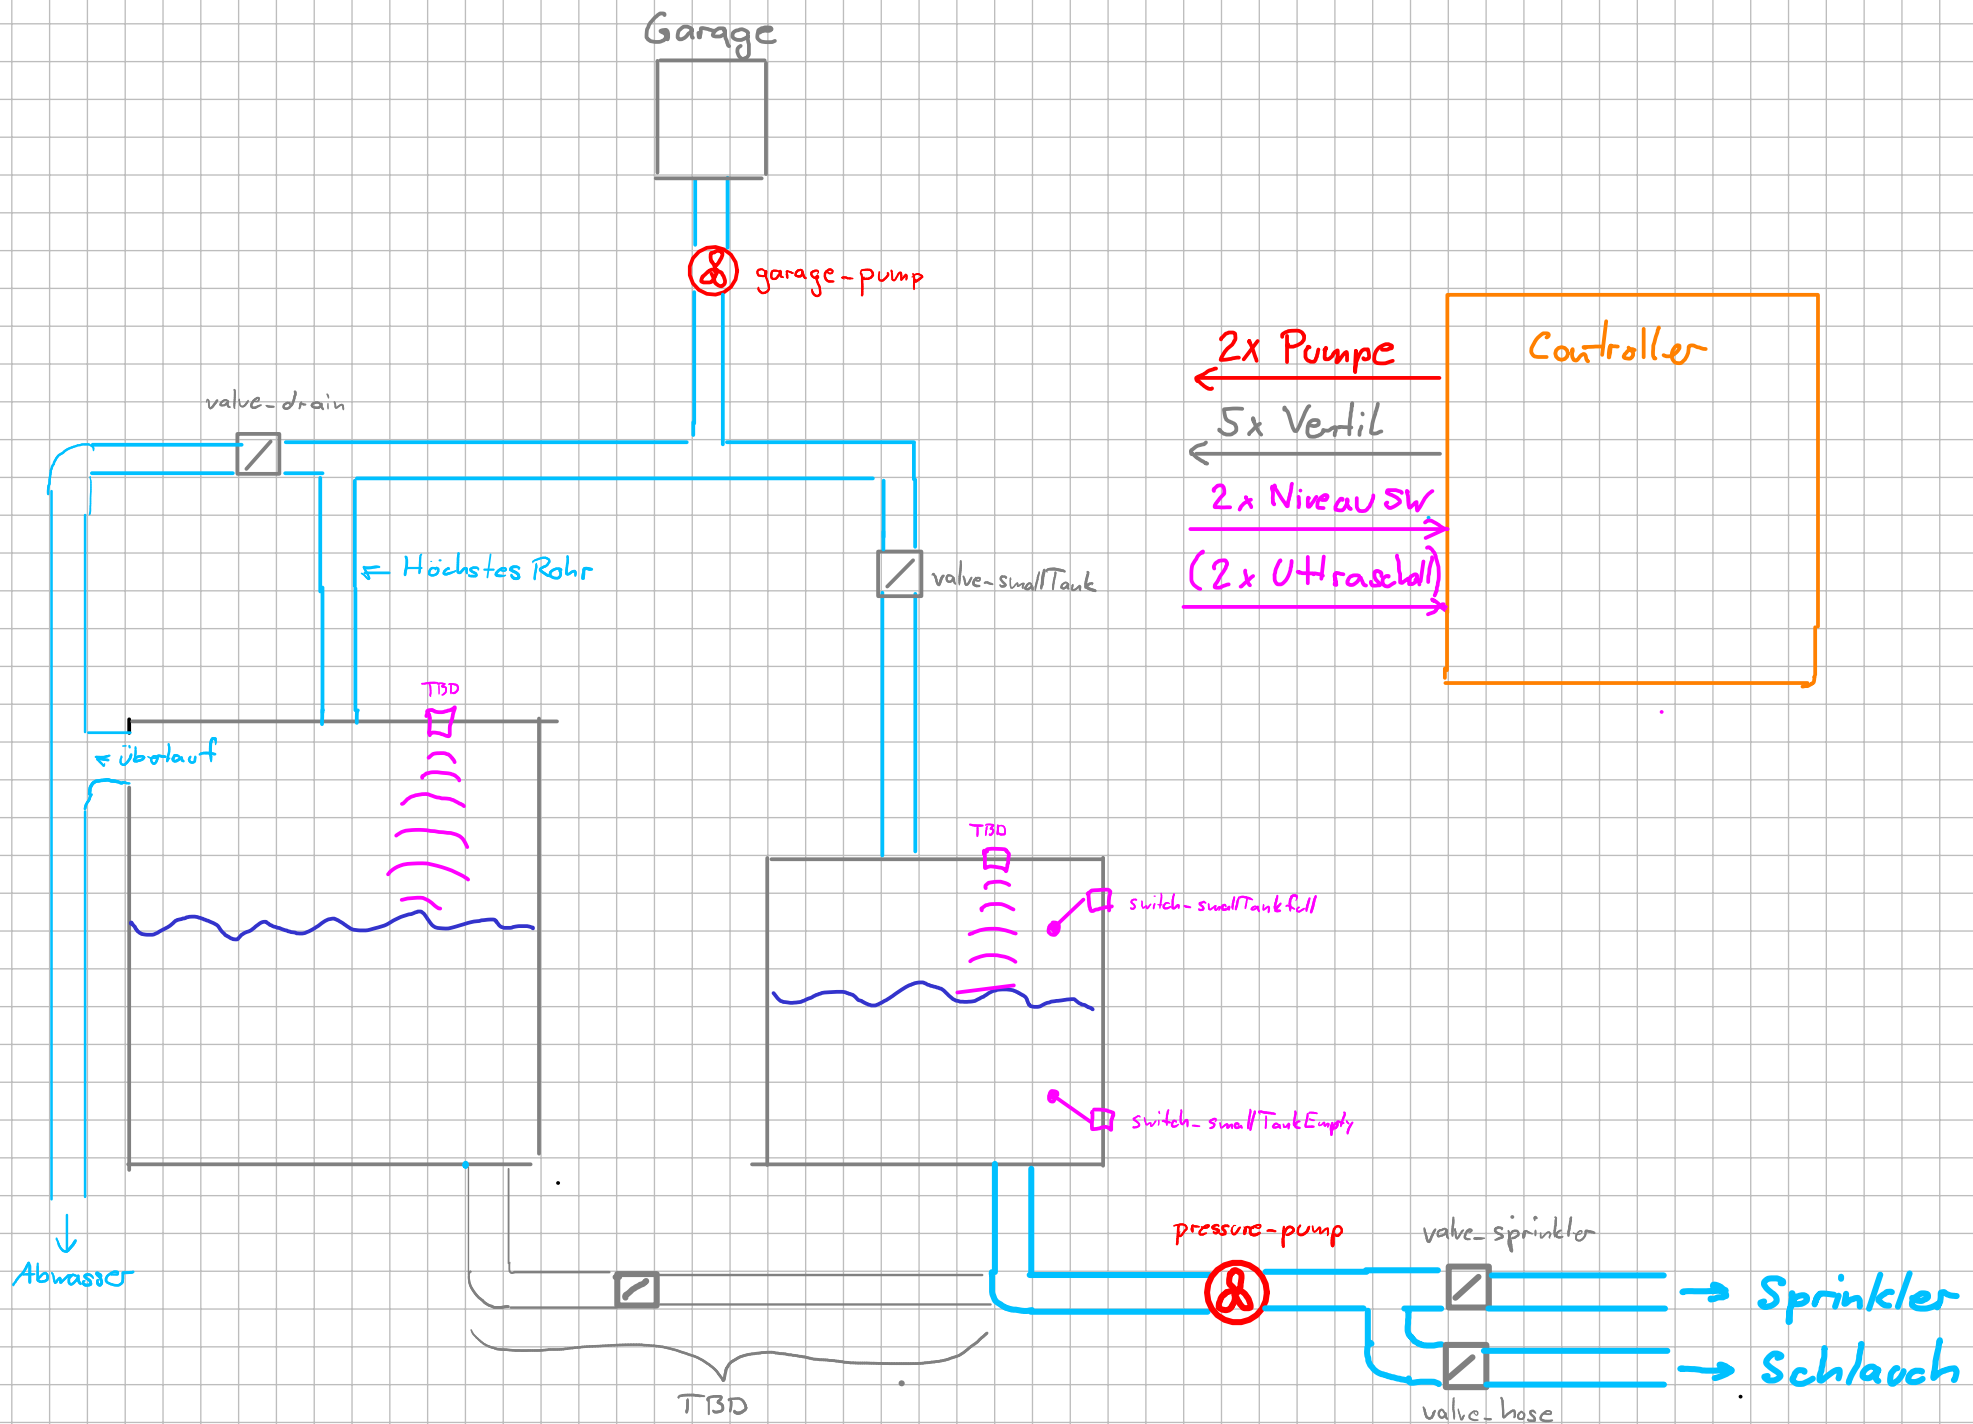 Garage
garage-pump
valve-drain
← Höchstes Rohr
valve-smallTank
Controller
2x Pumpe
5x Ventil
2x Niveau SW
(2x Ultraschall)
TBD
← Überlauf
TBD
switch-smallTankfull
switch-smallTankEmpty
Abwasser
pressure-pump
valve-sprinkler
→ Sprinkler
→ Schlauch
valve-hose
TBD